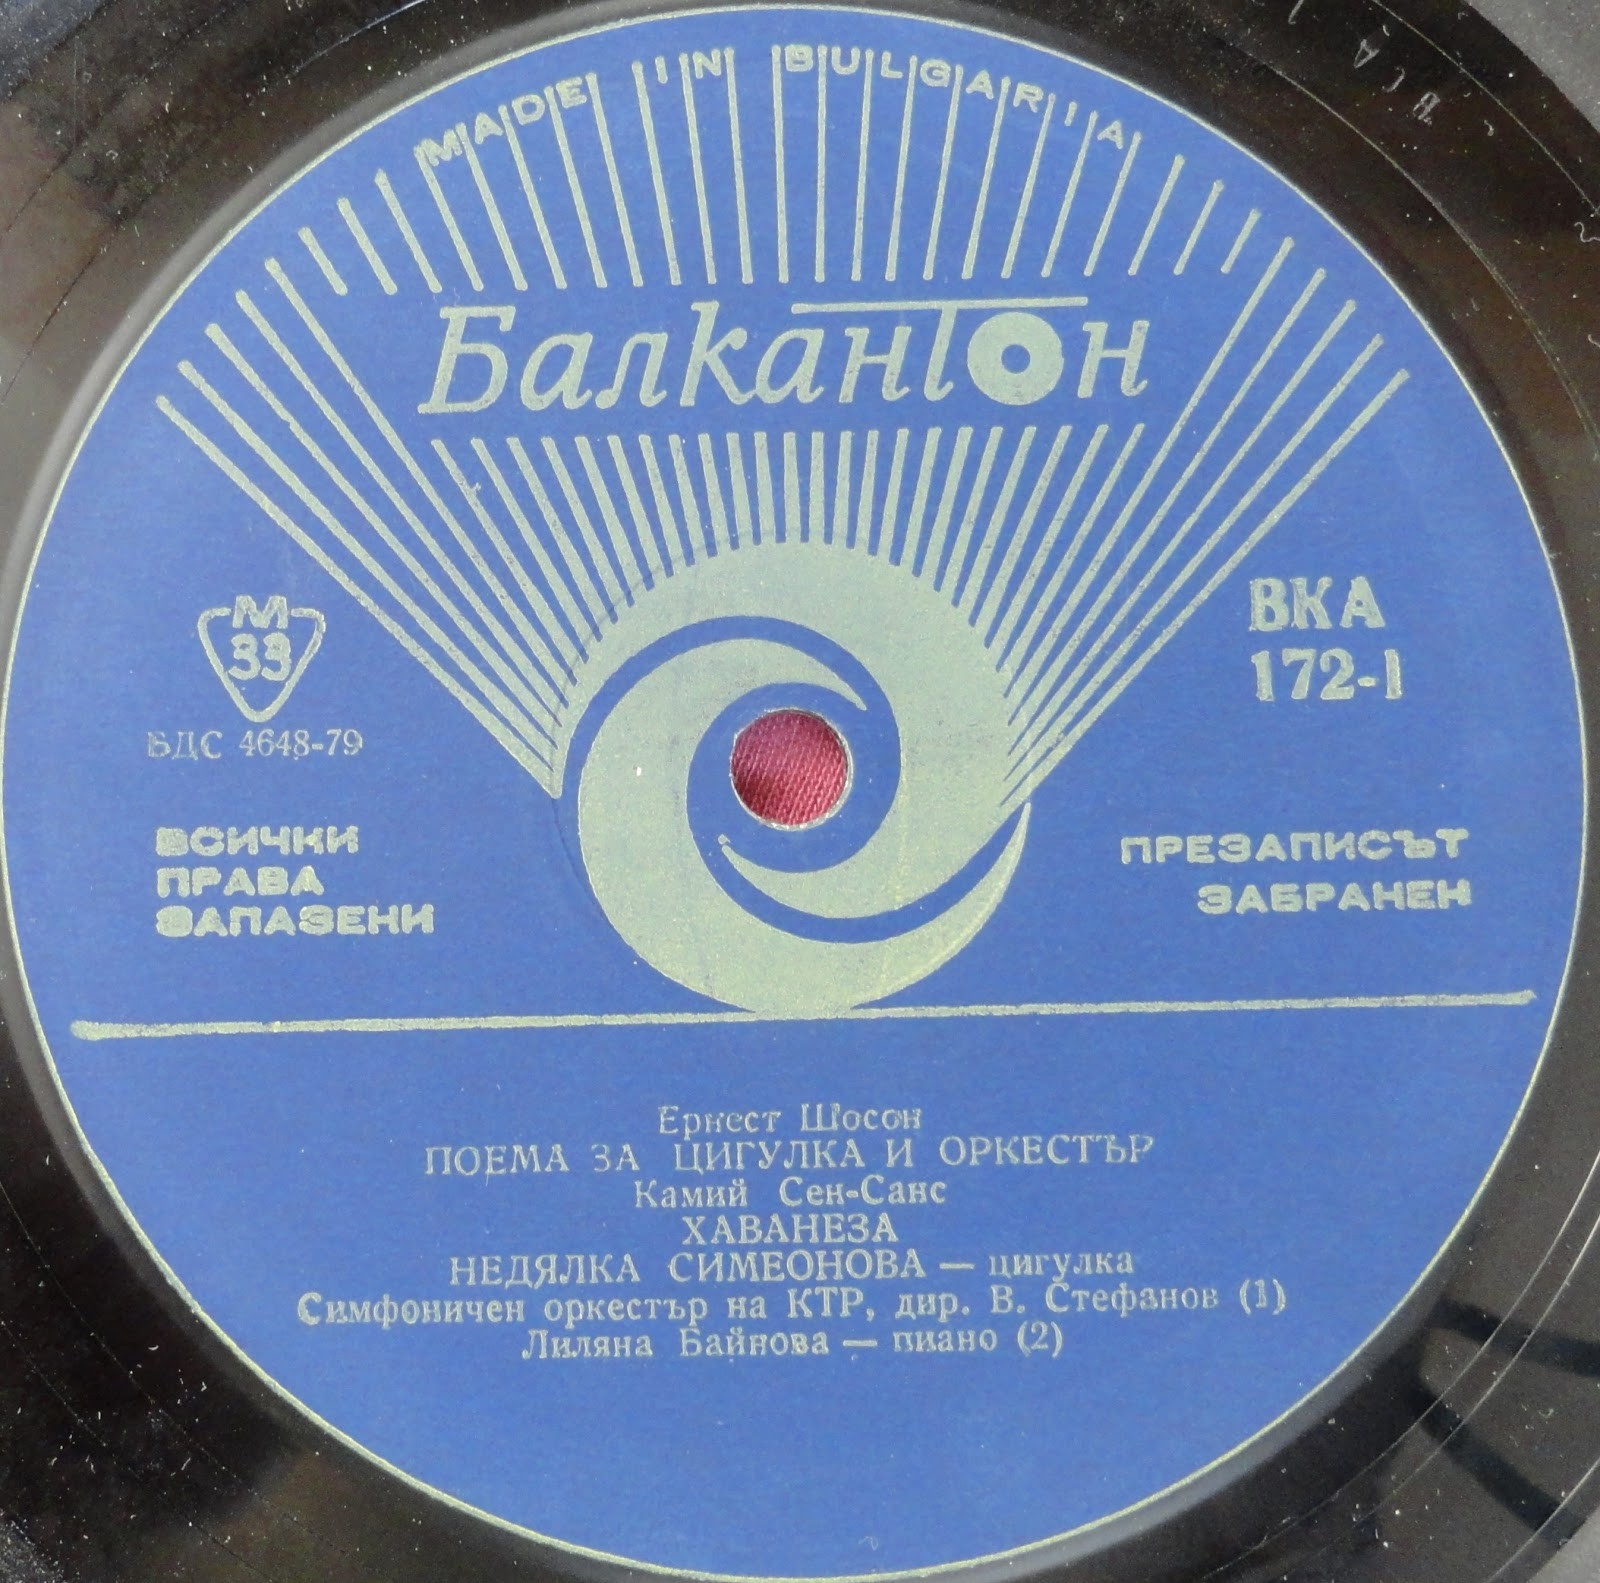 MADE IN BULGARIA
Балкантон
М
33
БДС 4648-79
ВКА
172-1
ВСИЧКИ
ПРАВА
ЗАПАЗЕНИ
ПРЕЗАПИСЪТ
ЗАБРАНЕН
Ернест Шосон
ПОЕМА ЗА ЦИГУЛКА И ОРКЕСТЪР
Камий Сен-Санс
ХАВАНЕЗА
НЕДЯЛКА СИМЕОНОВА — цигулка
Симфоничен оркестър на КТР, дир. В. Стефанов (1)
Лиляна Байнова — пиано (2)